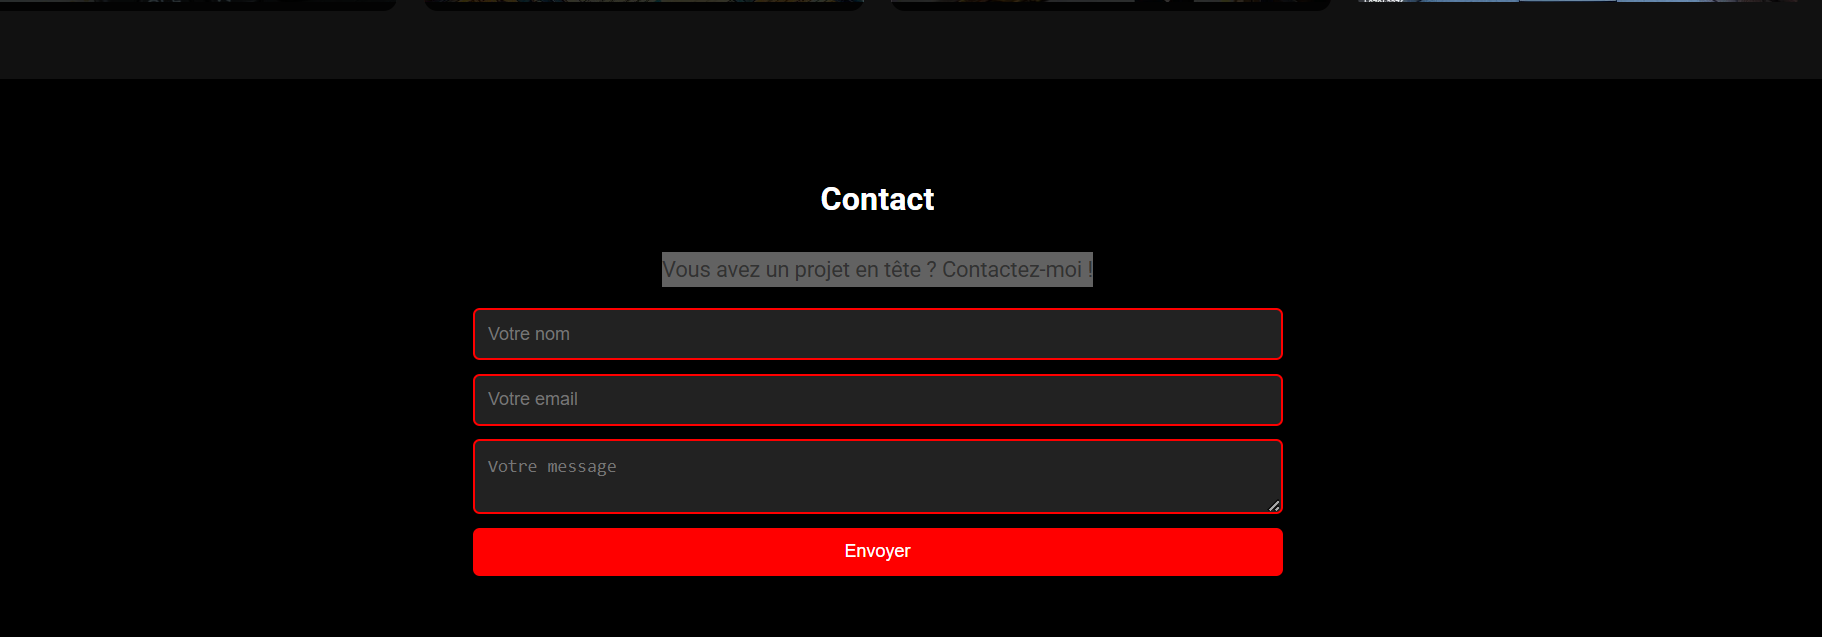 Contact
Vous avez un projet en tête ? Contactez-moi !
Votre nom
Votre email
Votre message
Envoyer